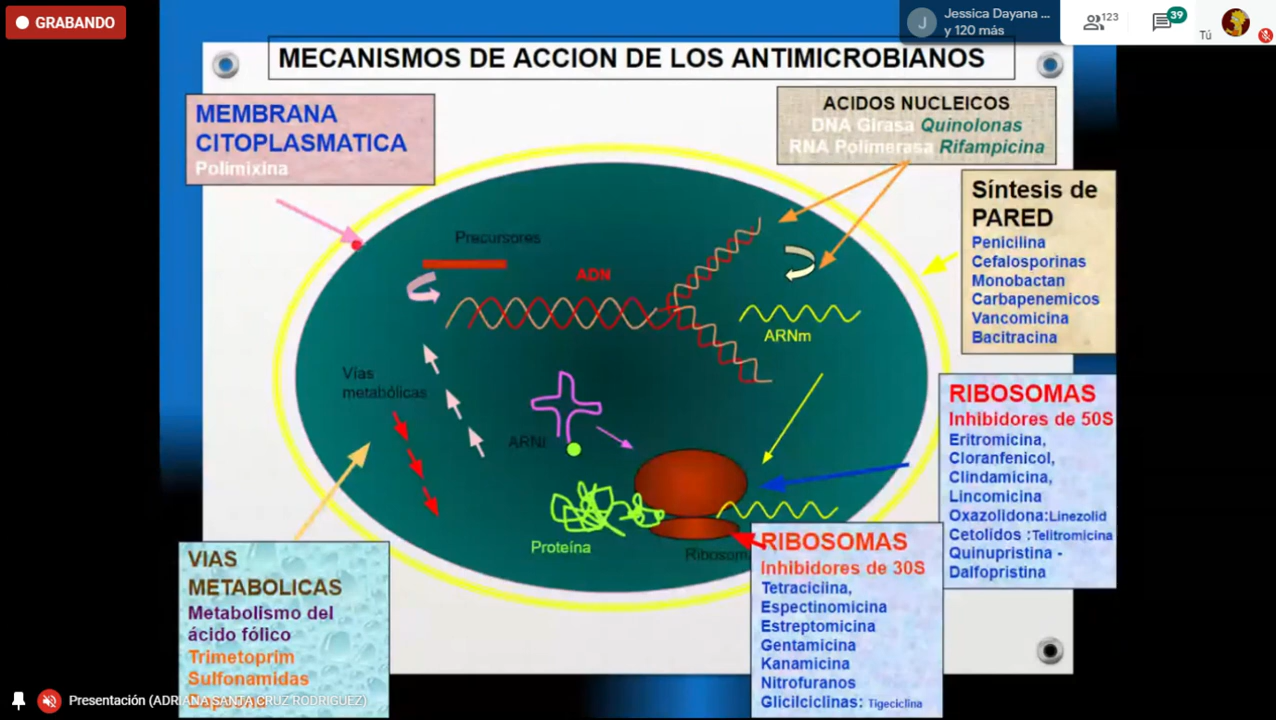 GRABANDO
Jessica Dayana ...
y 120 más
123
39
Tú
MECANISMOS DE ACCION DE LOS ANTIMICROBIANOS
MEMBRANA
CITOPLASMATICA
Polimixina
ACIDOS NUCLEICOS
DNA Girasa Quinolonas
RNA Polimerasa Rifampicina
Síntesis de
PARED
Penicilina
Cefalosporinas
Monobactan
Carbapenemicos
Vancomicina
Bacitracina
Precursores
ADN
ARNm
Vías
metabólicas
ARNt
Proteína
Ribosoma
RIBOSOMAS
Inhibidores de 50S
Eritromicina,
Cloranfenicol,
Clindamicina,
Lincomicina
Oxazolidona:Linezolid
Cetolidos :Telitromicina
Quinupristina -
Dalfopristina
RIBOSOMAS
Inhibidores de 30S
Tetraciciina,
Espectinomicina
Estreptomicina
Gentamicina
Kanamicina
Nitrofuranos
Glicilciclinas: Tigeciclina
VIAS
METABOLICAS
Metabolismo del
ácido fólico
Trimetoprim
Sulfonamidas
Presentación (ADRIANA SANTA CRUZ RODRIGUEZ)